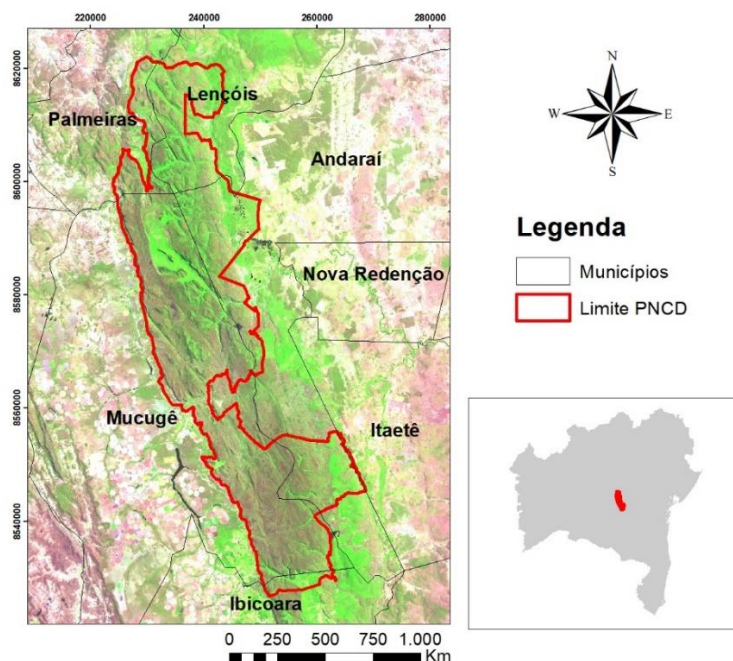 220000 240000 260000 280000
8620000
8600000
8580000
8560000
8540000
Lençóis
Palmeiras
Andaraí
Nova Redenção
Mucugê
Itaetê
Ibicoara
N
W E
S
Legenda
Municípios
Limite PNCD
0 250 500 750 1.000
Km